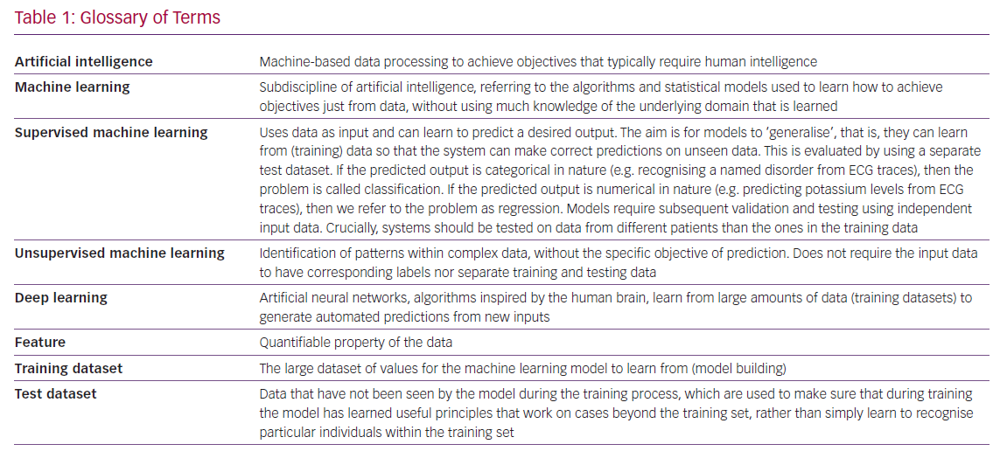 Table 1: Glossary of Terms
Artificial intelligence
Machine-based data processing to achieve objectives that typically require human intelligence
Machine learning
Subdiscipline of artificial intelligence, referring to the algorithms and statistical models used to learn how to achieve
objectives just from data, without using much knowledge of the underlying domain that is learned
Supervised machine learning
Uses data as input and can learn to predict a desired output. The aim is for models to ‘generalise’, that is, they can learn
from (training) data so that the system can make correct predictions on unseen data. This is evaluated by using a separate
test dataset. If the predicted output is categorical in nature (e.g. recognising a named disorder from ECG traces), then the
problem is called classification. If the predicted output is numerical in nature (e.g. predicting potassium levels from ECG
traces), then we refer to the problem as regression. Models require subsequent validation and testing using independent
input data. Crucially, systems should be tested on data from different patients than the ones in the training data
Unsupervised machine learning
Identification of patterns within complex data, without the specific objective of prediction. Does not require the input data
to have corresponding labels nor separate training and testing data
Deep learning
Artificial neural networks, algorithms inspired by the human brain, learn from large amounts of data (training datasets) to
generate automated predictions from new inputs
Feature
Quantifiable property of the data
Training dataset
The large dataset of values for the machine learning model to learn from (model building)
Test dataset
Data that have not been seen by the model during the training process, which are used to make sure that during training
the model has learned useful principles that work on cases beyond the training set, rather than simply learn to recognise
particular individuals within the training set